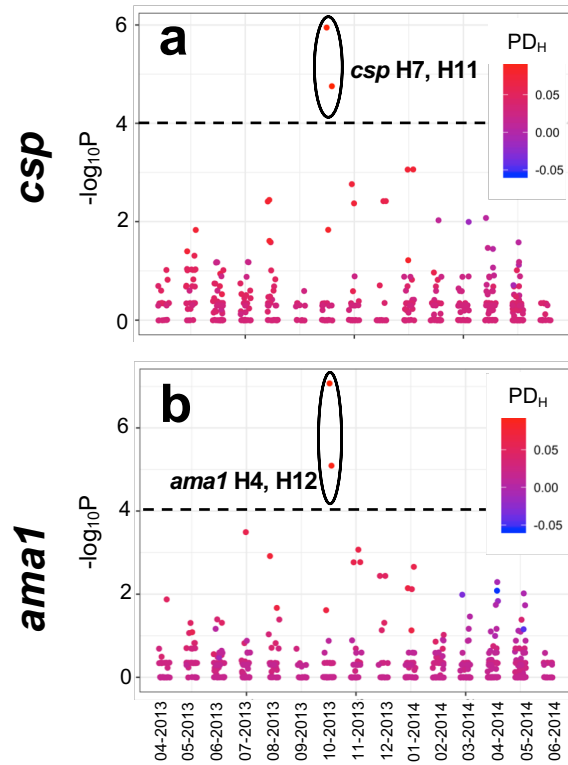 a
csp
-log10P
6
4
2
0
csp H7, H11
PDH
0.05
0.00
-0.05
b
ama1
-log10P
6
4
2
0
ama1 H4, H12
PDH
0.05
0.00
-0.05
04-2013
05-2013
06-2013
07-2013
08-2013
09-2013
10-2013
11-2013
12-2013
01-2014
02-2014
03-2014
04-2014
05-2014
06-2014